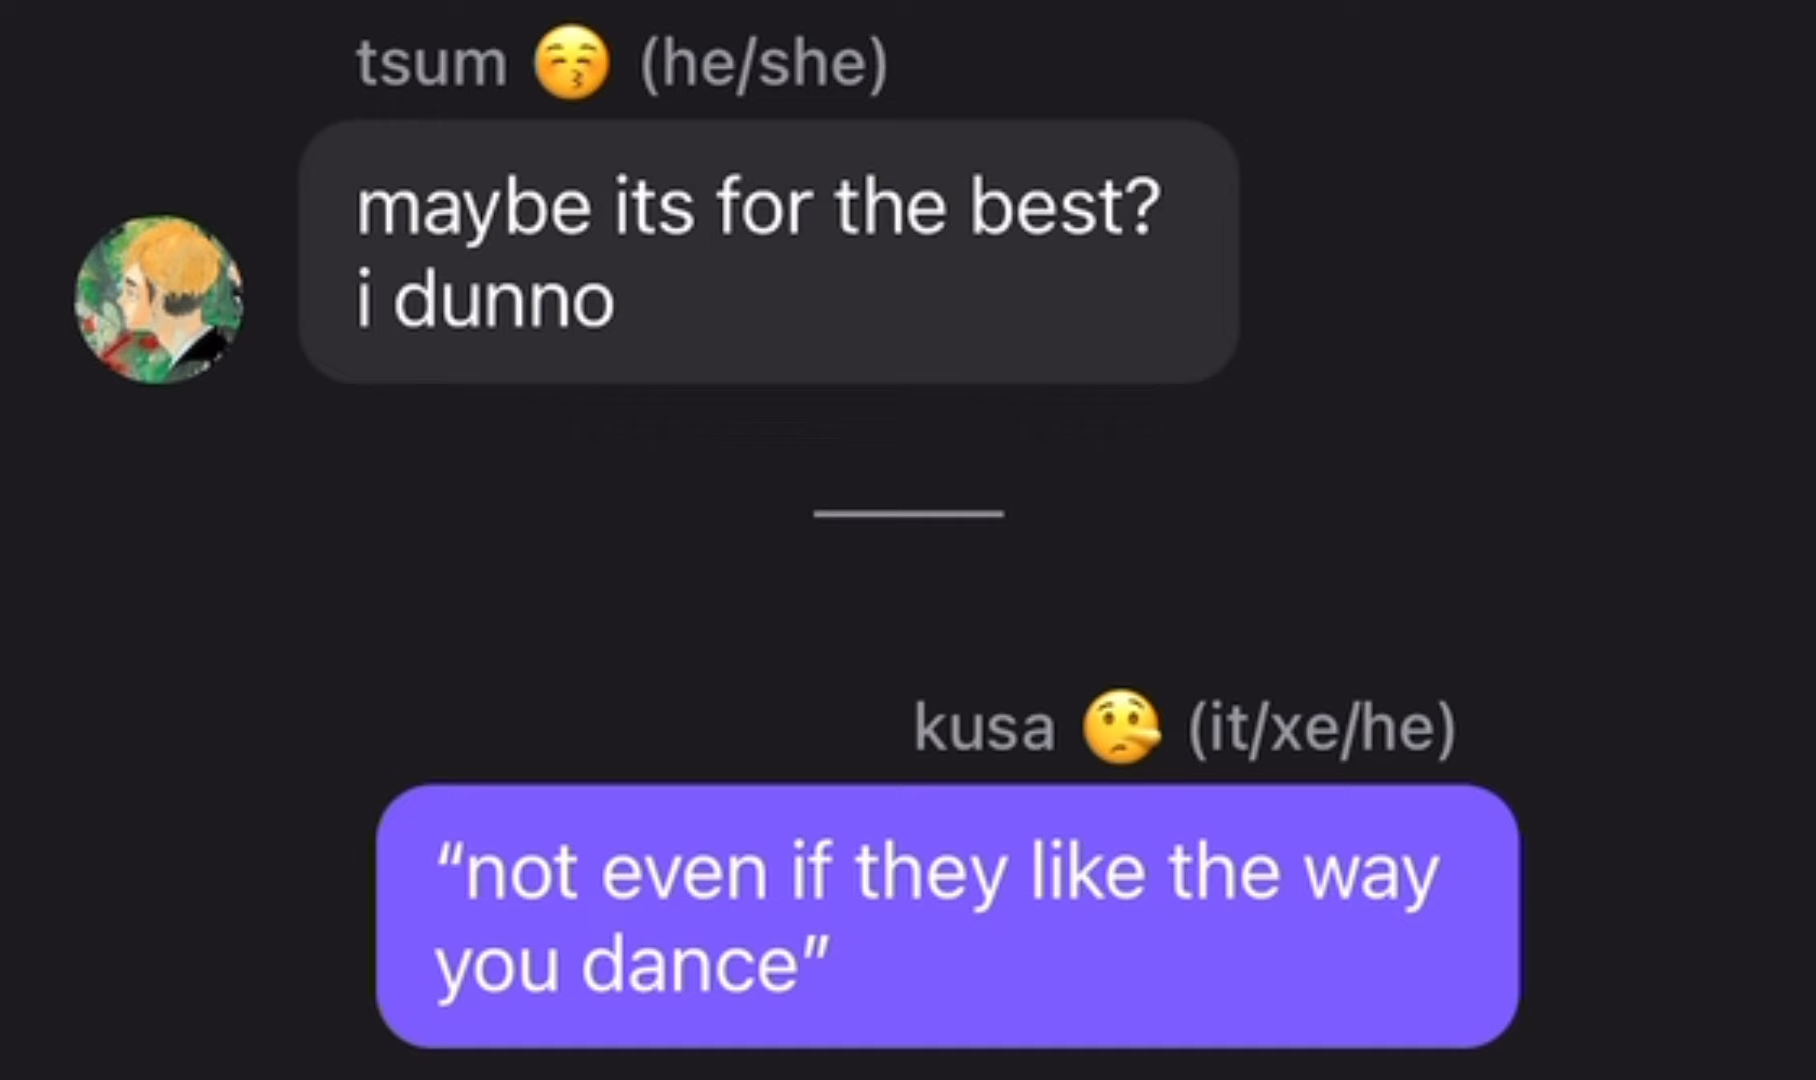 tsum 😚 (he/she)
maybe its for the best?
i dunno
kusa 🤥 (it/xe/he)
“not even if they like the way
you dance”